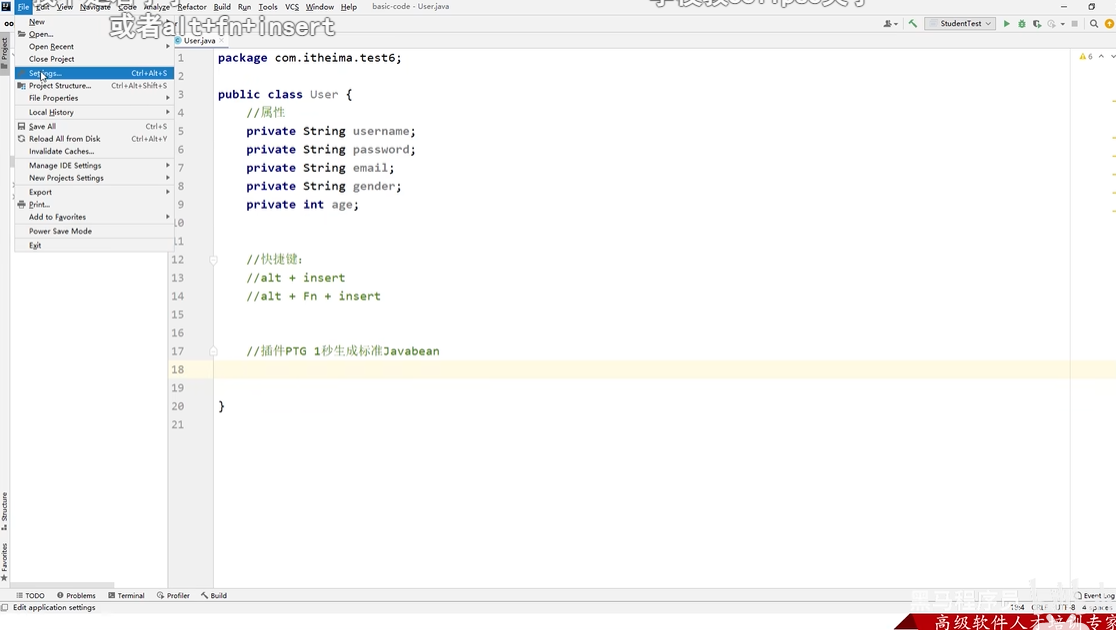 File Edit View Navigate Code Analyze Refactor Build Run Tools VCS Window Help basic-code - User.java
或者alt+fn+insert
StudentTest
New
Open...
Open Recent
Close Project
Settings... Ctrl+Alt+S
Project Structure... Ctrl+Alt+Shift+S
File Properties
Local History
Save All Ctrl+S
Reload All from Disk Ctrl+Alt+Y
Invalidate Caches...
Manage IDE Settings
New Projects Settings
Export
Print...
Add to Favorites
Power Save Mode
Exit
Project
Structure
Favorites
User.java
6
1 package com.itheima.test6;
2
3 public class User {
4 //属性
5 private String username;
6 private String password;
7 private String email;
8 private String gender;
9 private int age;
10
11
12 //快捷键：
13 //alt + insert
14 //alt + Fn + insert
15
16
17 //插件PTG 1秒生成标准Javabean
18
19
20 }
21
TODO Problems Terminal Profiler Build Event Log
Edit application settings CRLF UTF-8 4 spaces
黑马程序员
高级软件人才培训专家